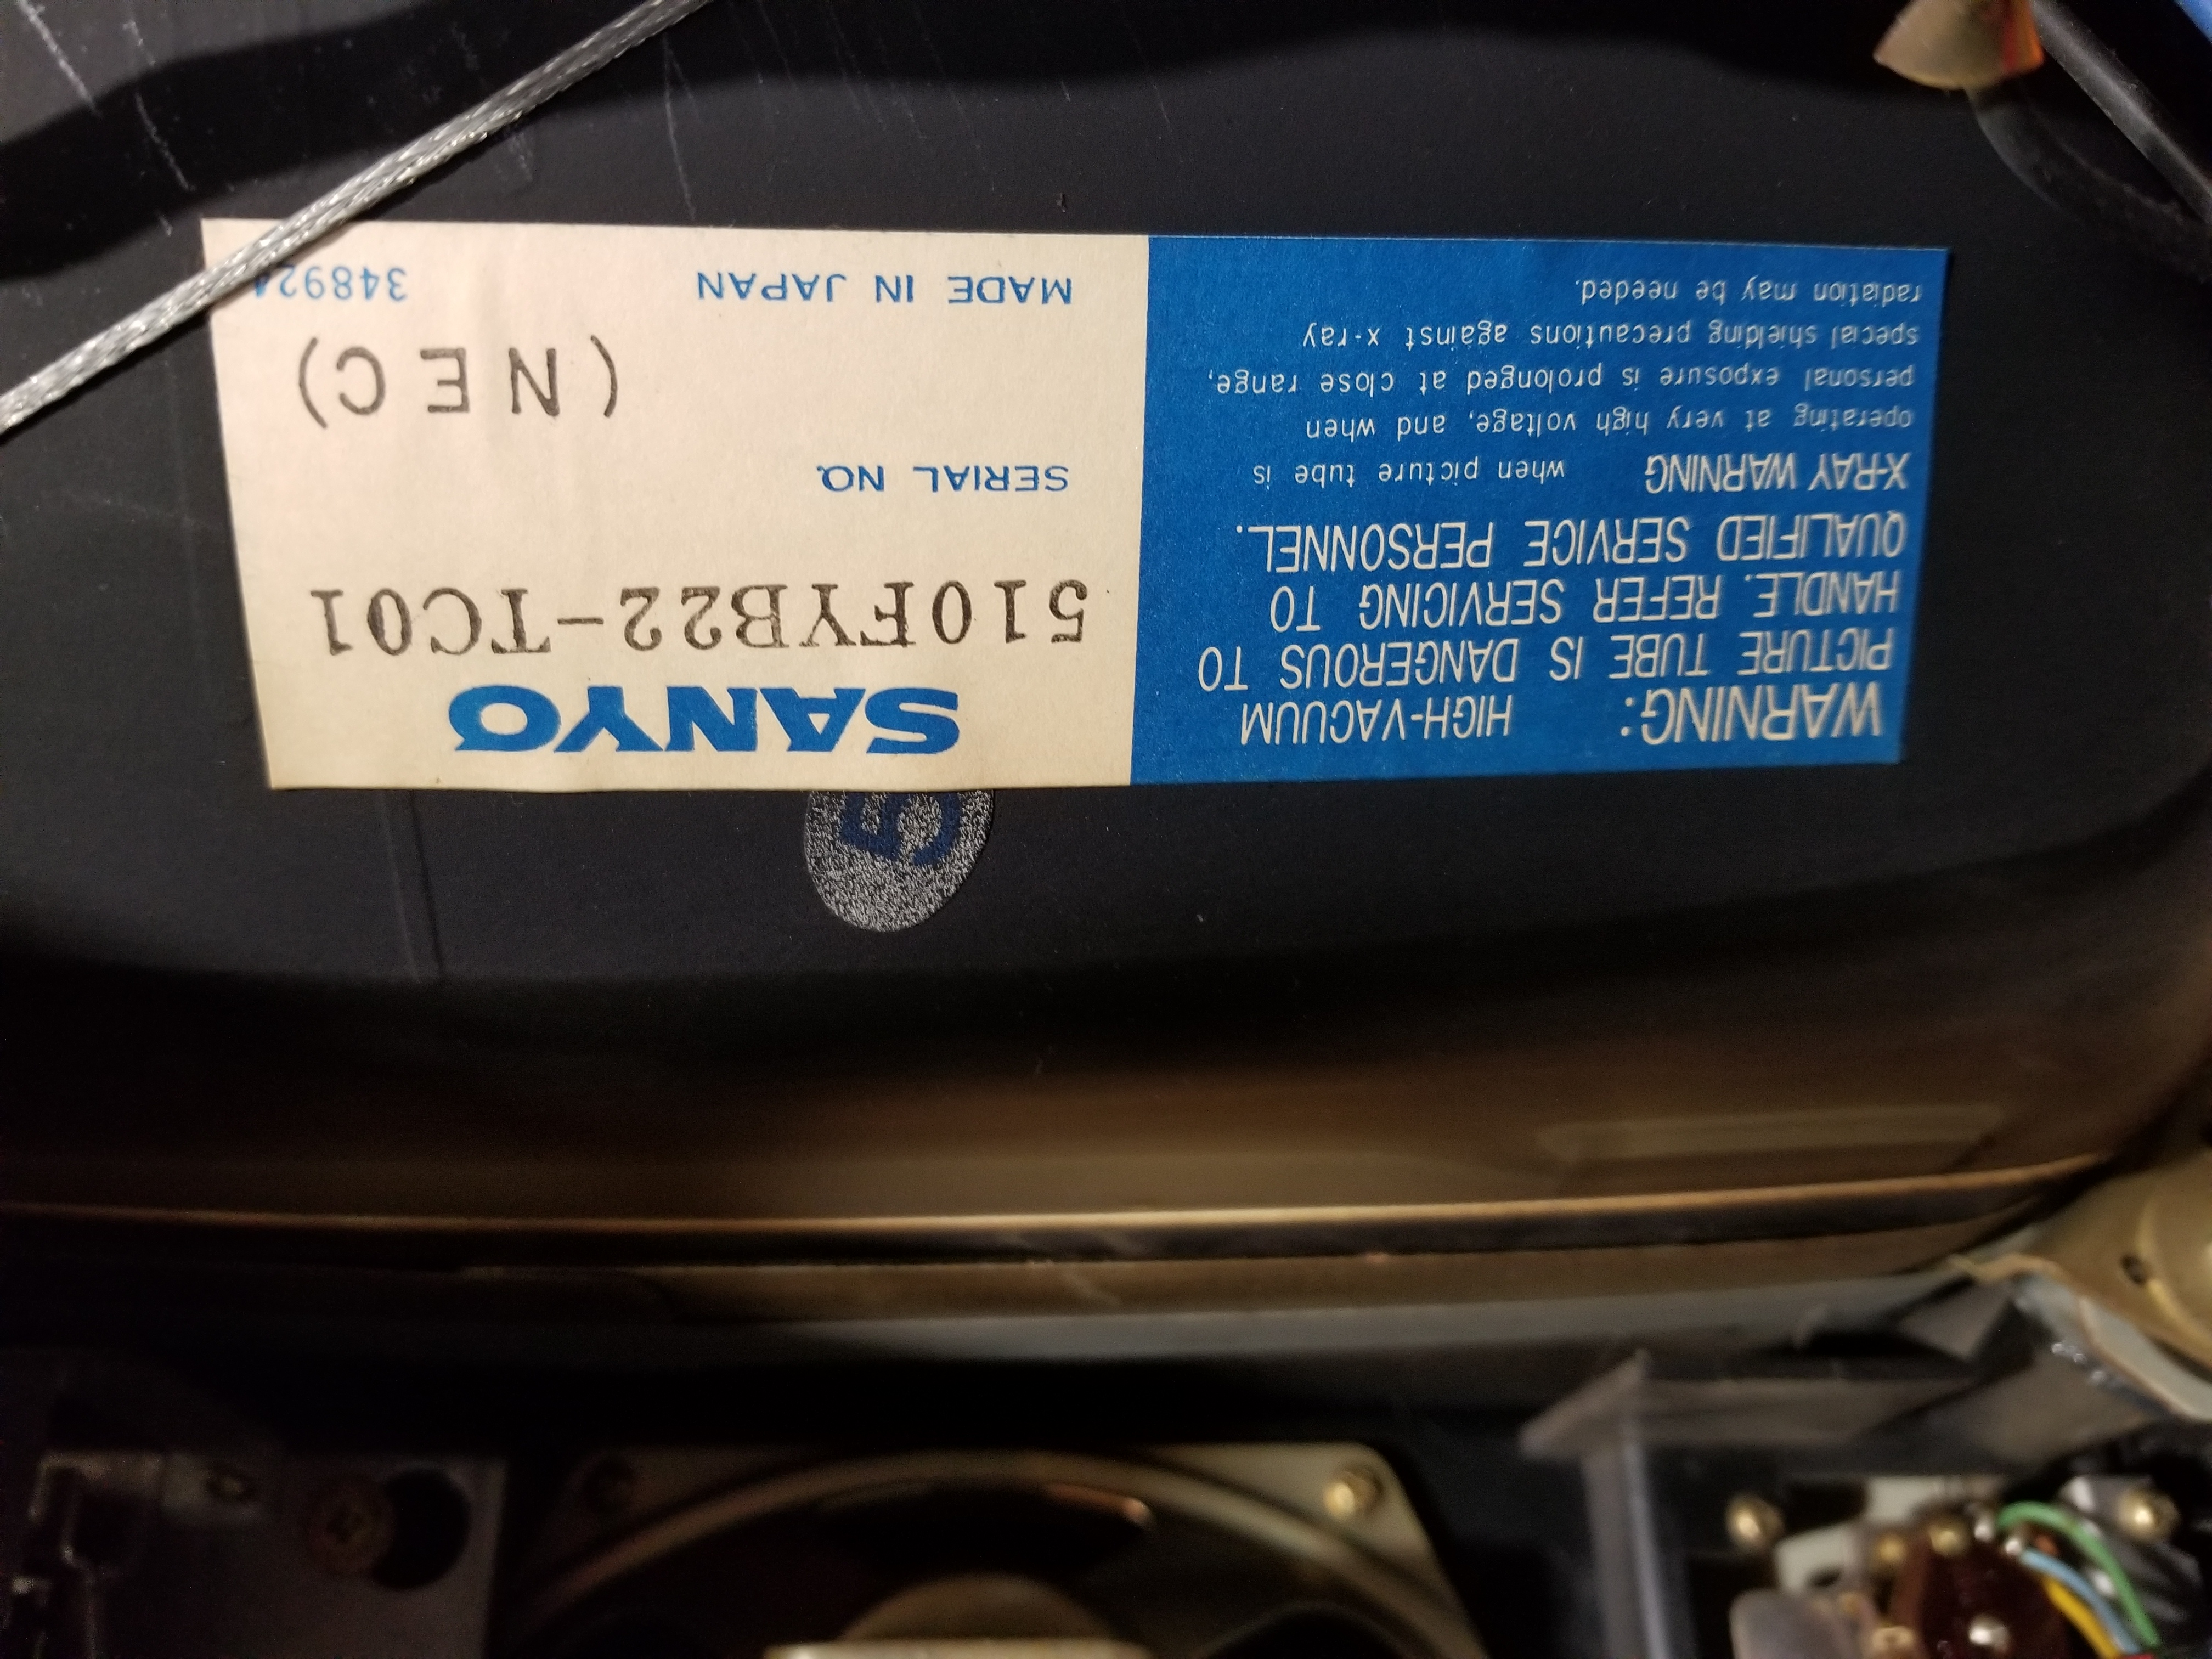 WARNING: HIGH-VACUUM
PICTURE TUBE IS DANGEROUS TO
HANDLE. REFER SERVICING TO
QUALIFIED SERVICE PERSONNEL.
X-RAY WARNING when picture tube is
operating at very high voltage, and when
personal exposure is prolonged at close range,
special shielding precautions against x-ray
radiation may be needed.
SANYO
510FYB22-TC01
SERIAL NO.
(NEC)
MADE IN JAPAN